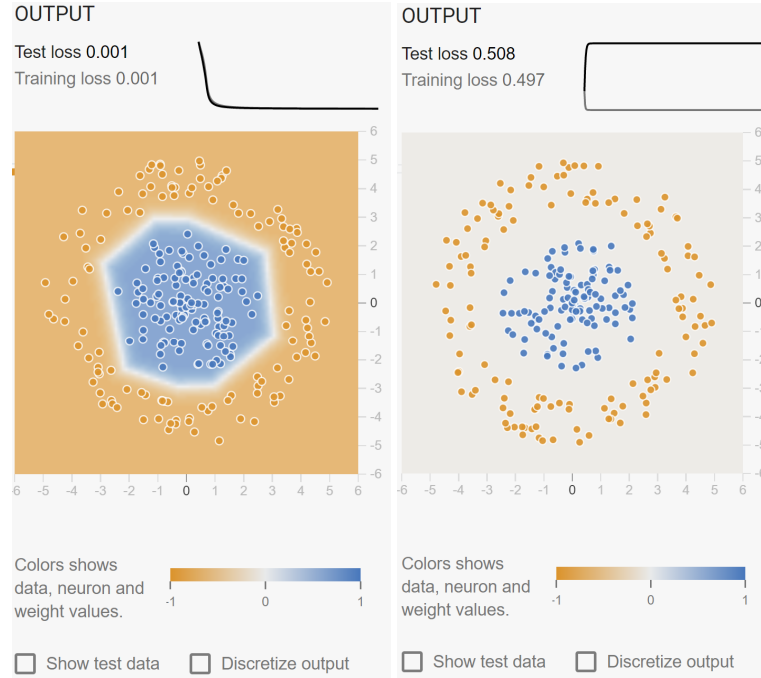 OUTPUT
Test loss 0.001
Training loss 0.001
6
5
4
3
2
1
0
-1
-2
-3
-4
-5
-6
6 -5 -4 -3 -2 -1 0 1 2 3 4 5 6
Colors shows
data, neuron and
weight values.
-1 0 1
Show test data Discretize output
OUTPUT
Test loss 0.508
Training loss 0.497
6
5
4
3
2
1
0
-1
-2
-3
-4
-5
-6
-6 -5 -4 -3 -2 -1 0 1 2 3 4 5 6
Colors shows
data, neuron and
weight values.
-1 0 1
Show test data Discretize output